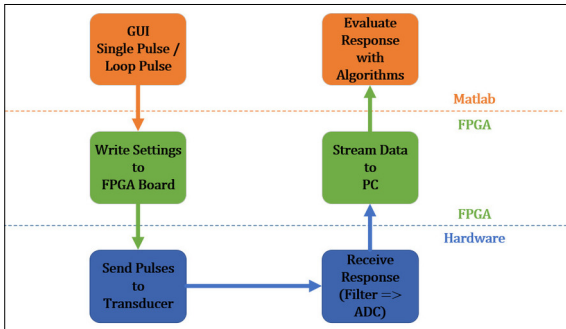 GUI
Single Pulse /
Loop Pulse
Evaluate
Response
with
Algorithms
Matlab
FPGA
Write Settings
to
FPGA Board
Stream Data
to
PC
FPGA
Hardware
Send Pulses
to
Transducer
Receive
Response
(Filter =>
ADC)